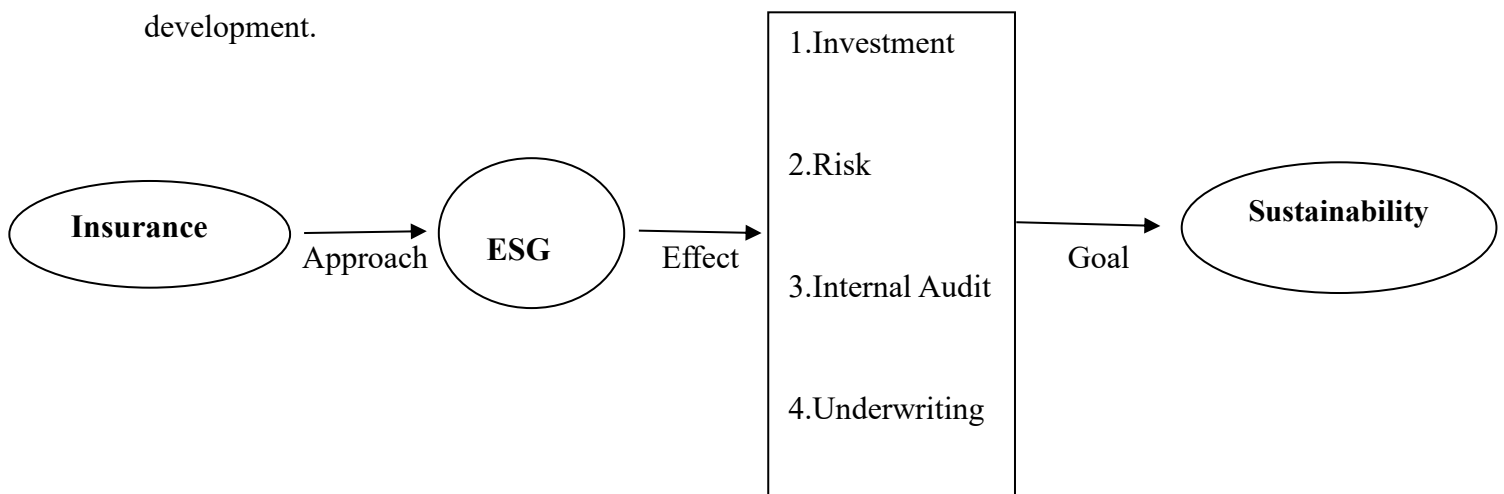 development.
1.Investment
2.Risk
3.Internal Audit
4.Underwriting
Insurance
Approach
ESG
Effect
Goal
Sustainability